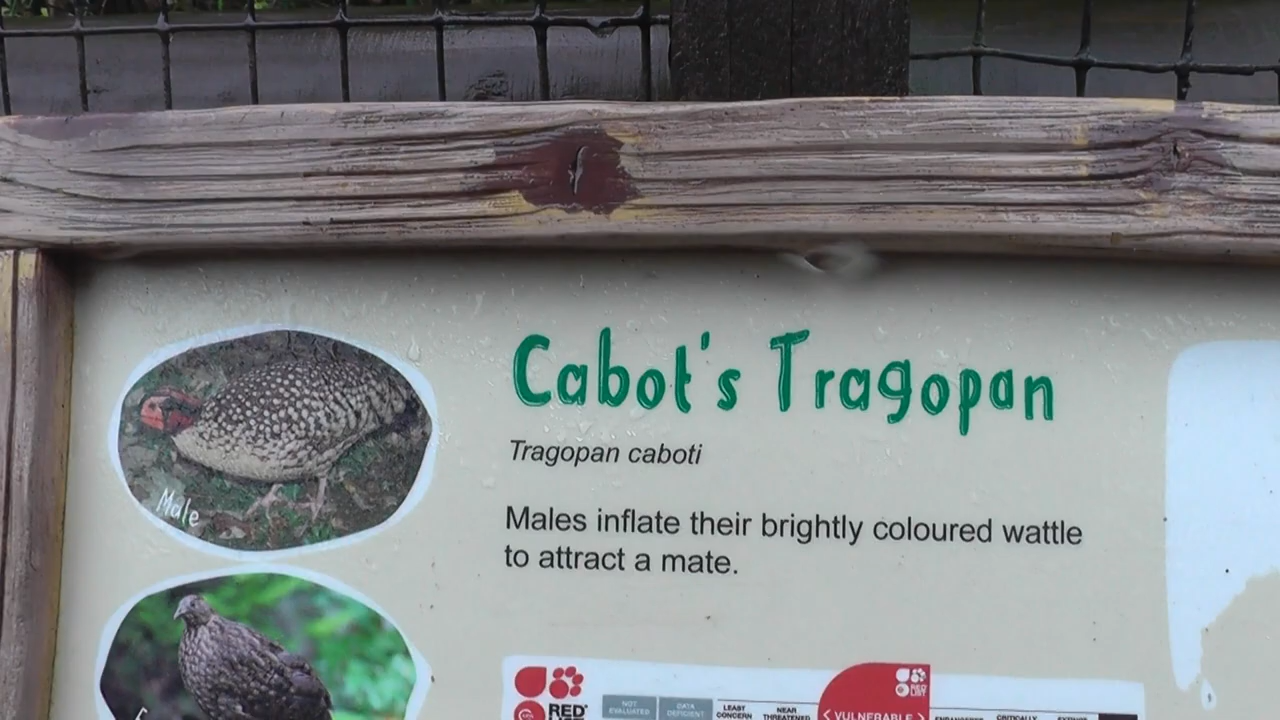 Cabot's Tragopan
Tragopan caboti
Males inflate their brightly coloured wattle
to attract a mate.
Male
RED
NOT EVALUATED
DATA DEFICIENT
LEAST CONCERN
NEAR THREATENED
< VULNERABLE >